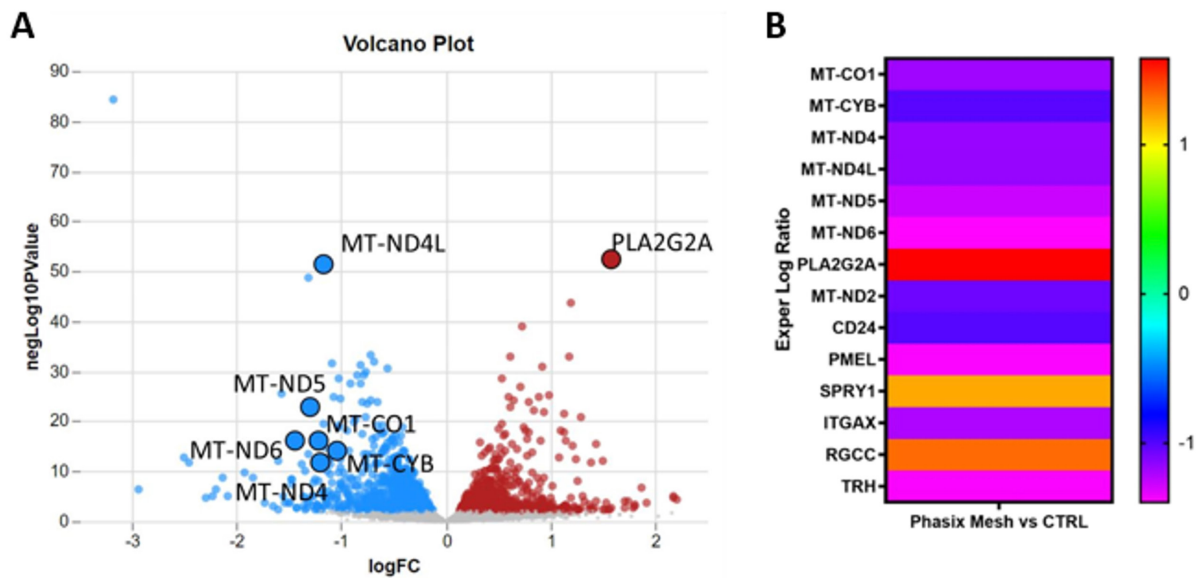 A
Volcano Plot
90
80
70
60
50
40
30
20
10
0
negLog10PValue
MT-ND4L
PLA2G2A
MT-ND5
MT-CO1
MT-ND6
MT-CYB
MT-ND4
-3
-2
-1
0
1
2
logFC
B
Exper Log Ratio
MT-CO1
MT-CYB
MT-ND4
MT-ND4L
MT-ND5
MT-ND6
PLA2G2A
MT-ND2
CD24
PMEL
SPRY1
ITGAX
RGCC
TRH
Phasix Mesh vs CTRL
1
0
-1